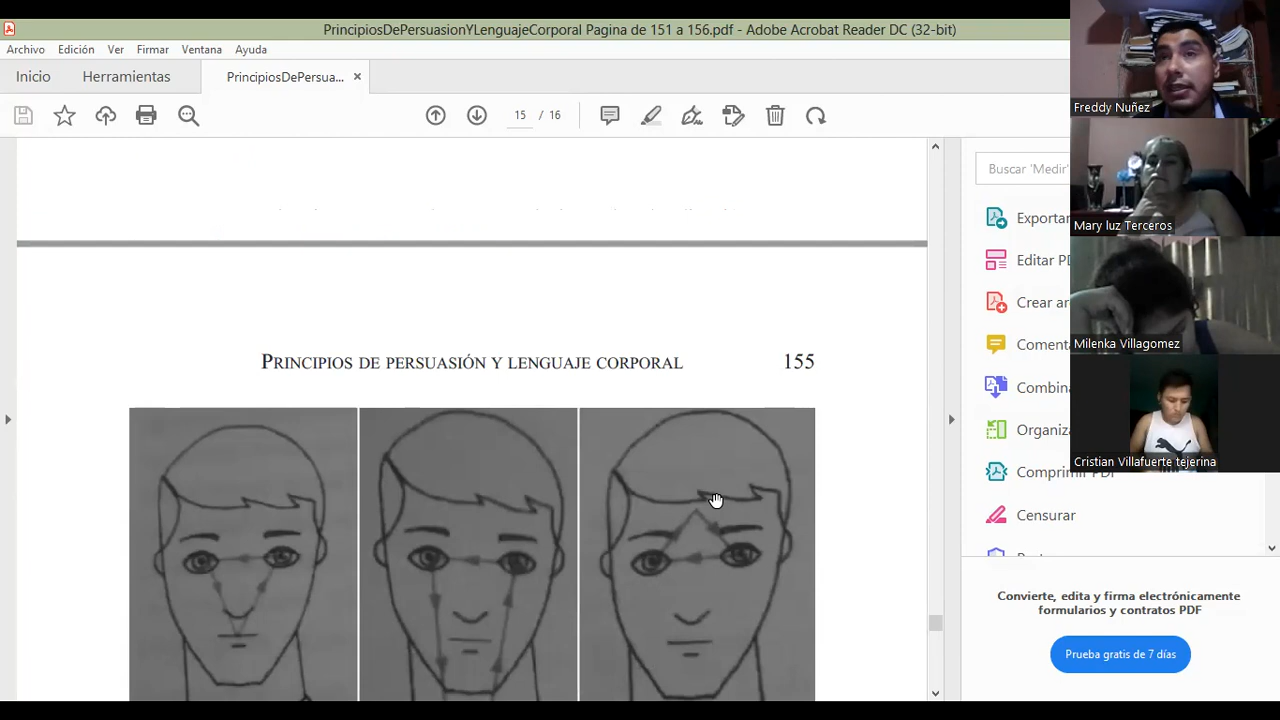 PrincipiosDePersuasionYLenguajeCorporal Pagina de 151 a 156.pdf - Adobe Acrobat Reader DC (32-bit)
Archivo Edición Ver Firmar Ventana Ayuda
Inicio Herramientas PrincipiosDePersua... ×
15 / 16
Buscar 'Medir'
Exportar
Editar PD
Crear ar
Comenta
Combina
Organiza
Comprimir PDF
Censurar
PRINCIPIOS DE PERSUASIÓN Y LENGUAJE CORPORAL 155
Convierte, edita y firma electrónicamente
formularios y contratos PDF
Prueba gratis de 7 días
Freddy Nuñez
Mary luz Terceros
Milenka Villagomez
Cristian Villafuerte tejerina